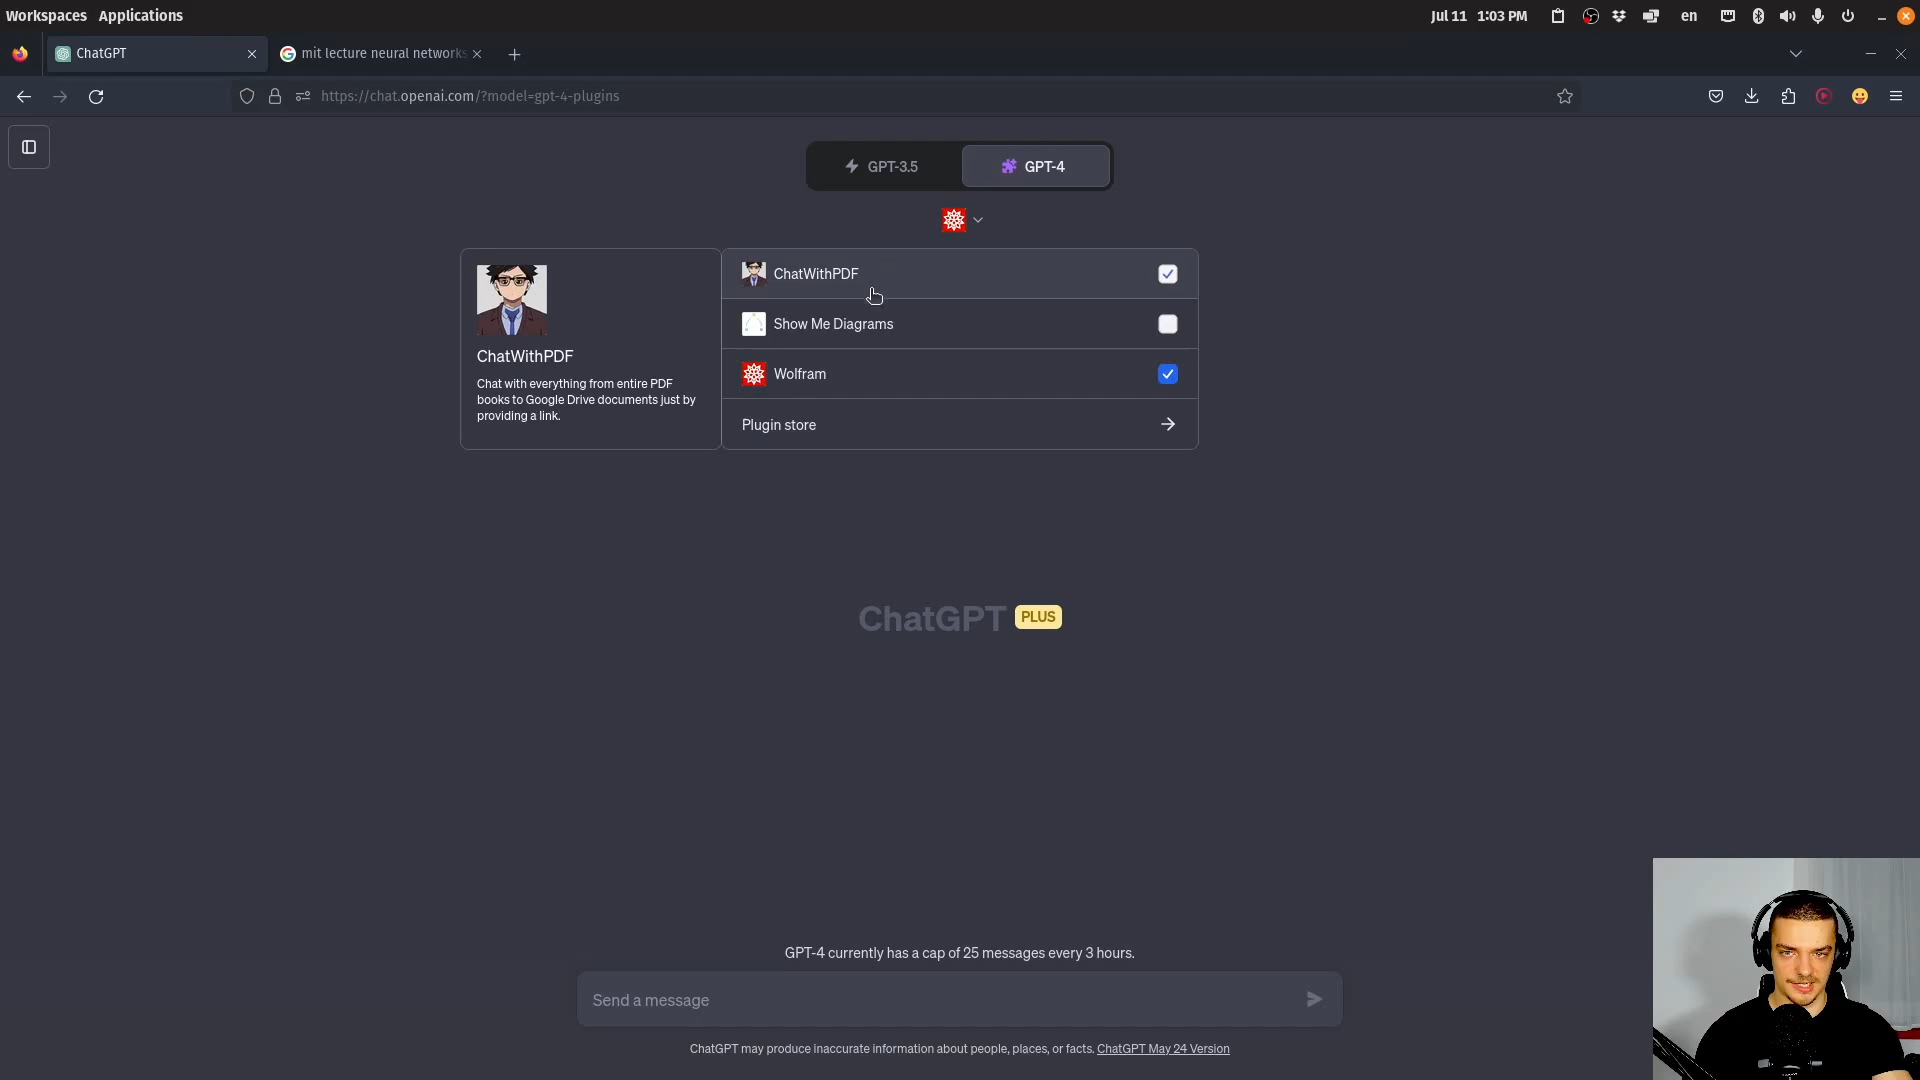 Workspaces Applications
Jul 11 1:03 PM
en
ChatGPT
mit lecture neural networks
https://chat.openai.com/?model=gpt-4-plugins
GPT-3.5
GPT-4
ChatWithPDF
Chat with everything from entire PDF
books to Google Drive documents just by
providing a link.
ChatWithPDF
Show Me Diagrams
Wolfram
Plugin store
ChatGPT PLUS
GPT-4 currently has a cap of 25 messages every 3 hours.
Send a message
ChatGPT may produce inaccurate information about people, places, or facts. ChatGPT May 24 Version